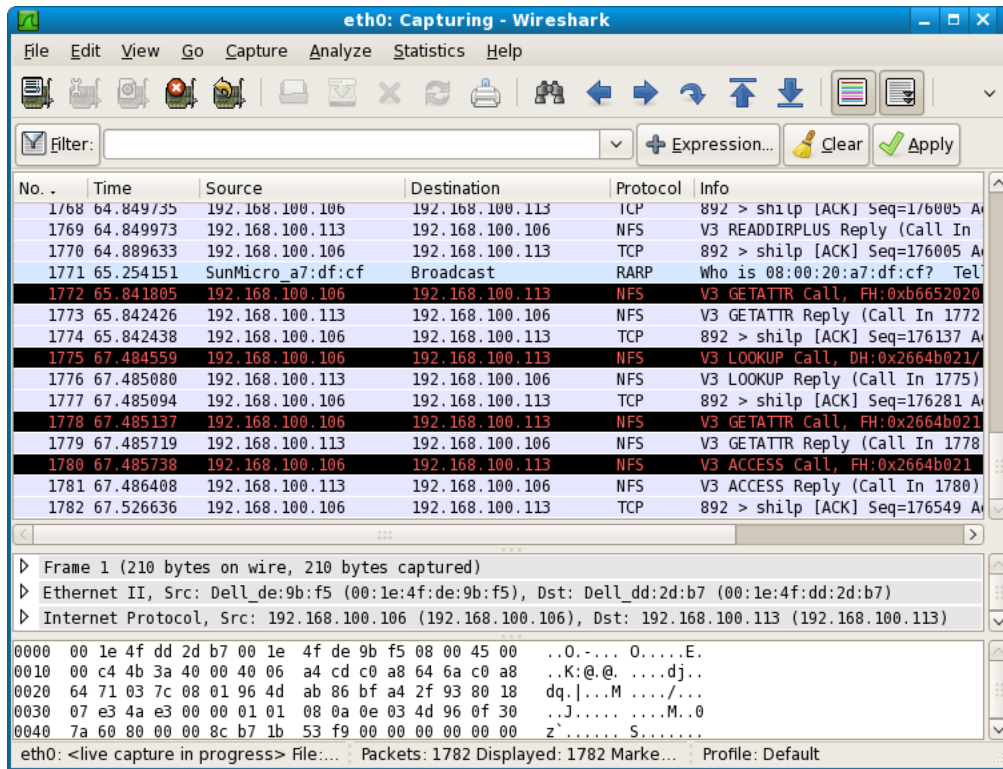 eth0: Capturing - Wireshark
File Edit View Go Capture Analyze Statistics Help
Filter: Expression... Clear Apply
No. . Time Source Destination Protocol Info
1768 64.849735 192.168.100.106 192.168.100.113 TCP 892 > shilp [ACK] Seq=176005 A
1769 64.849973 192.168.100.113 192.168.100.106 NFS V3 READDIRPLUS Reply (Call In
1770 64.889633 192.168.100.106 192.168.100.113 TCP 892 > shilp [ACK] Seq=176005 A
1771 65.254151 SunMicro_a7:df:cf Broadcast RARP Who is 08:00:20:a7:df:cf? Tel
1772 65.841805 192.168.100.106 192.168.100.113 NFS V3 GETATTR Call, FH:0xb6652020
1773 65.842426 192.168.100.113 192.168.100.106 NFS V3 GETATTR Reply (Call In 1772
1774 65.842438 192.168.100.106 192.168.100.113 TCP 892 > shilp [ACK] Seq=176137 A
1775 67.484559 192.168.100.106 192.168.100.113 NFS V3 LOOKUP Call, DH:0x2664b021/
1776 67.485080 192.168.100.113 192.168.100.106 NFS V3 LOOKUP Reply (Call In 1775)
1777 67.485094 192.168.100.106 192.168.100.113 TCP 892 > shilp [ACK] Seq=176281 A
1778 67.485137 192.168.100.106 192.168.100.113 NFS V3 GETATTR Call, FH:0x2664b021
1779 67.485719 192.168.100.113 192.168.100.106 NFS V3 GETATTR Reply (Call In 1778
1780 67.485738 192.168.100.106 192.168.100.113 NFS V3 ACCESS Call, FH:0x2664b021
1781 67.486408 192.168.100.113 192.168.100.106 NFS V3 ACCESS Reply (Call In 1780)
1782 67.526636 192.168.100.106 192.168.100.113 TCP 892 > shilp [ACK] Seq=176549 A
Frame 1 (210 bytes on wire, 210 bytes captured)
Ethernet II, Src: Dell_de:9b:f5 (00:1e:4f:de:9b:f5), Dst: Dell_dd:2d:b7 (00:1e:4f:dd:2d:b7)
Internet Protocol, Src: 192.168.100.106 (192.168.100.106), Dst: 192.168.100.113 (192.168.100.113)
0000 00 1e 4f dd 2d b7 00 1e 4f de 9b f5 08 00 45 00 ..O.-... O.....E.
0010 00 c4 4b 3a 40 00 40 06 a4 cd c0 a8 64 6a c0 a8 ..K:@.@. ....dj..
0020 64 71 03 7c 08 01 96 4d ab 86 bf a4 2f 93 80 18 dq.|...M ..../...
0030 07 e3 4a e3 00 00 01 01 08 0a 0e 03 4d 96 0f 30 ..J..... ....M..0
0040 7a 60 80 00 00 8c b7 1b 53 f9 00 00 00 00 00 00 z`...... S.......
eth0: <live capture in progress> File:... Packets: 1782 Displayed: 1782 Marke... Profile: Default